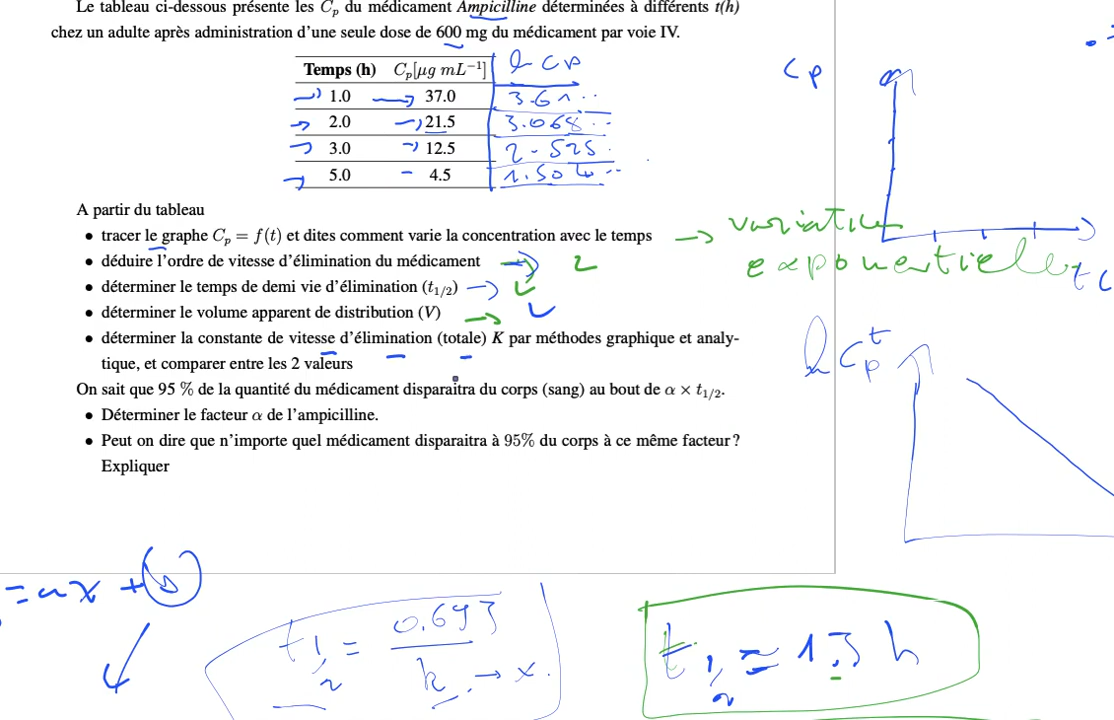 Le tableau ci-dessous présente les Cp du médicament Ampicilline déterminées à différents t(h)
chez un adulte après administration d'une seule dose de 600 mg du médicament par voie IV.
Temps (h) Cp[µg mL⁻¹] ln Cp
1.0 37.0 3.61..
2.0 21.5 3.068..
3.0 12.5 2.525.
5.0 4.5 1.504..
Cp
A partir du tableau
• tracer le graphe Cp = f(t) et dites comment varie la concentration avec le temps → variation
• déduire l'ordre de vitesse d'élimination du médicament → exponentielle
• déterminer le temps de demi vie d'élimination (t1/2) →
• déterminer le volume apparent de distribution (V) →
• déterminer la constante de vitesse d'élimination (totale) K par méthodes graphique et analy-
tique, et comparer entre les 2 valeurs
ln Cp^t
On sait que 95 % de la quantité du médicament disparaitra du corps (sang) au bout de α × t1/2.
• Déterminer le facteur α de l'ampicilline.
• Peut on dire que n'importe quel médicament disparaitra à 95% du corps à ce même facteur ?
Expliquer
= ax + b
t1/2 = 0.693 / k → x.
t1/2 ≈ 1.3 h